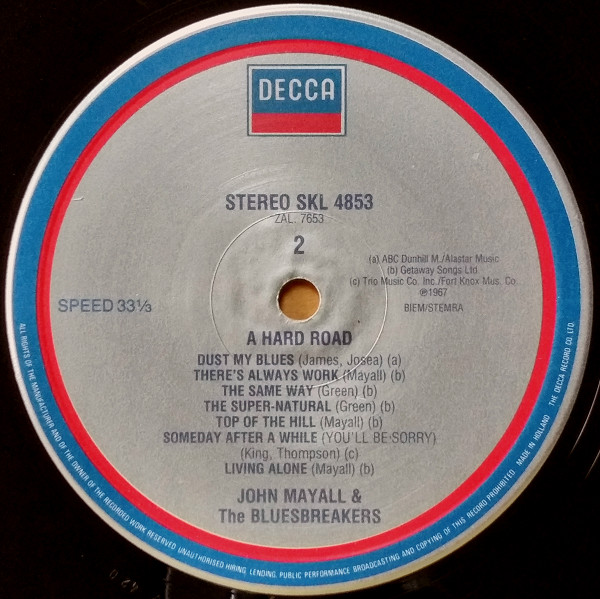 DECCA
STEREO SKL 4853
ZAL. 7653
2
(a) ABC Dunhill M./Alastar Music
(b) Getaway Songs Ltd
(c) Trio Music Co. Inc./Fort Knox Mus. Co.
℗1967
BIEM/STEMRA
SPEED 33⅓
A HARD ROAD
DUST MY BLUES (James, Josea) (a)
THERE'S ALWAYS WORK (Mayall) (b)
THE SAME WAY (Green) (b)
THE SUPER-NATURAL (Green) (b)
TOP OF THE HILL (Mayall) (b)
SOMEDAY AFTER A WHILE (YOU'LL BE SORRY)
(King, Thompson) (c)
LIVING ALONE (Mayall) (b)
JOHN MAYALL &
The BLUESBREAKERS
ALL RIGHTS OF THE MANUFACTURER AND OF THE OWNER OF THE RECORDED WORK RESERVED. UNAUTHORISED HIRING, LENDING, PUBLIC PERFORMANCE, BROADCASTING AND COPYING OF THIS RECORD PROHIBITED. MADE IN HOLLAND THE DECCA RECORD CO. LTD.